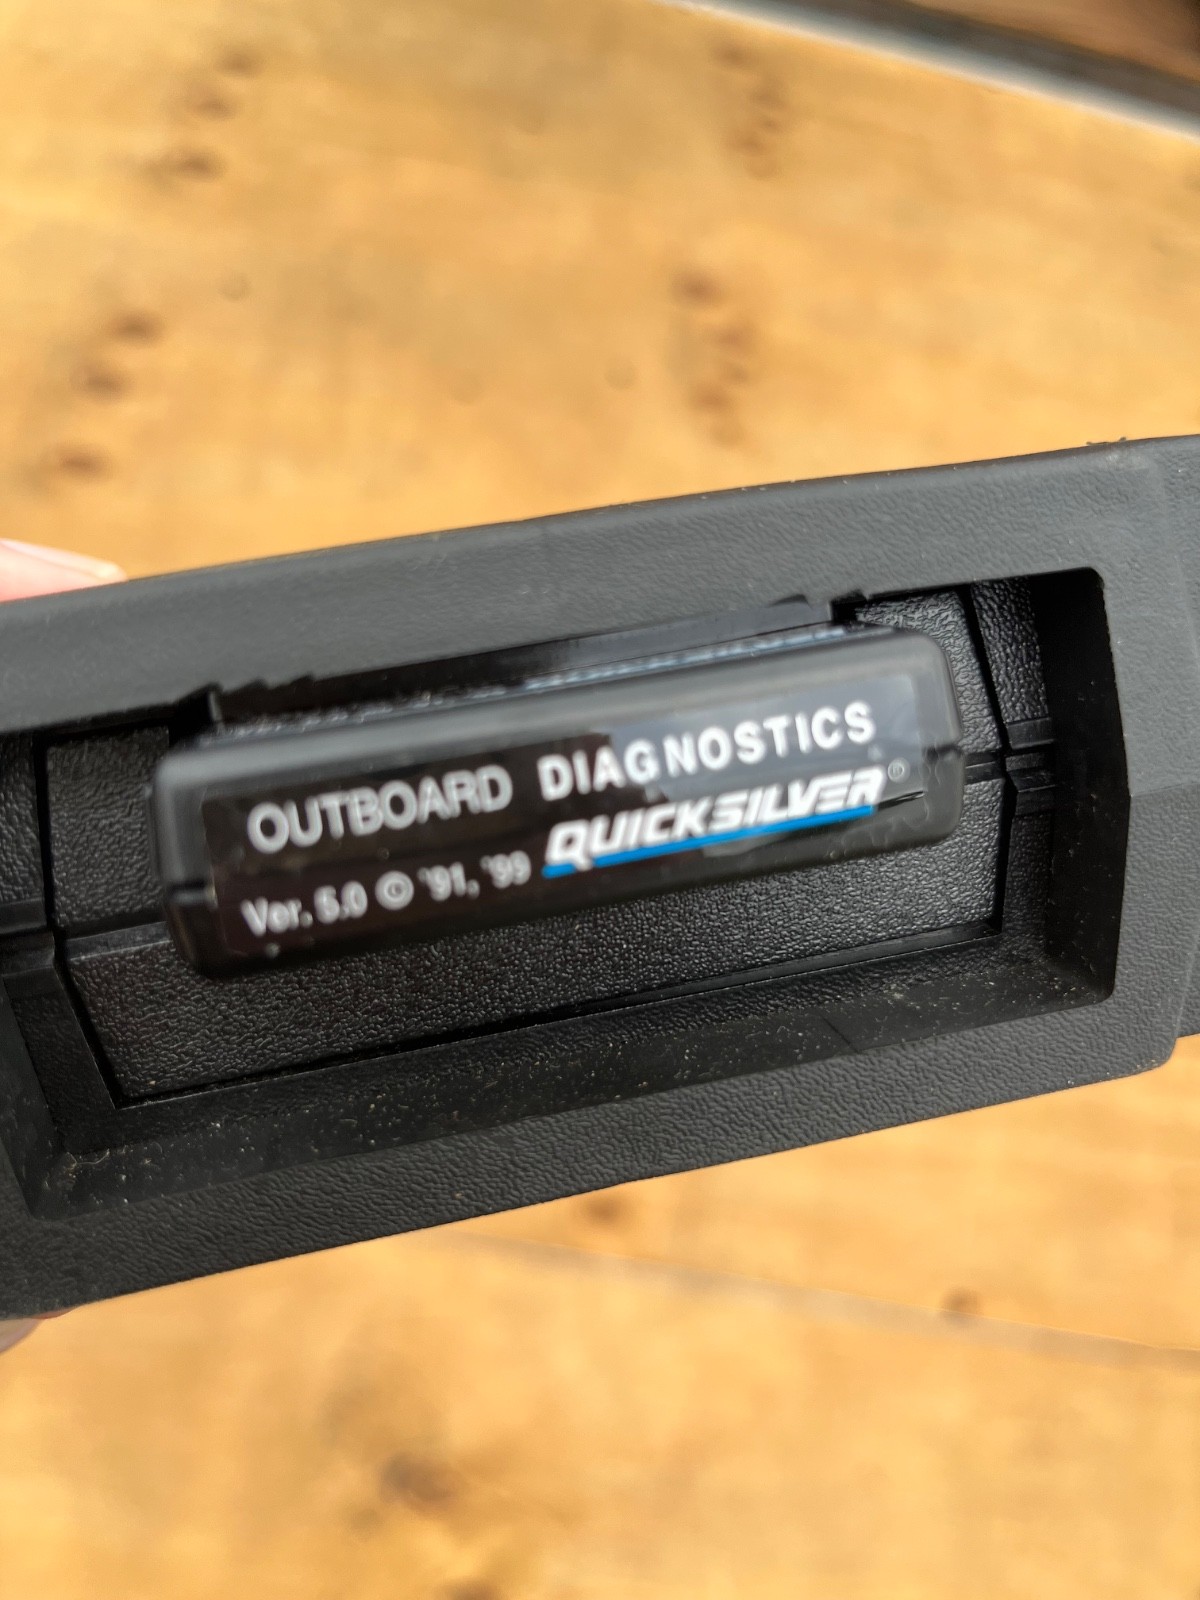 OUTBOARD DIAGNOSTICS
Ver. 5.0 © '91, '99 QUICKSILVER®